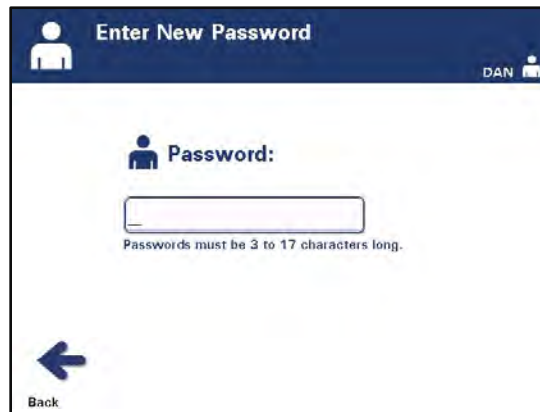 Enter New Password
DAN
Password:
_
Passwords must be 3 to 17 characters long.
Back